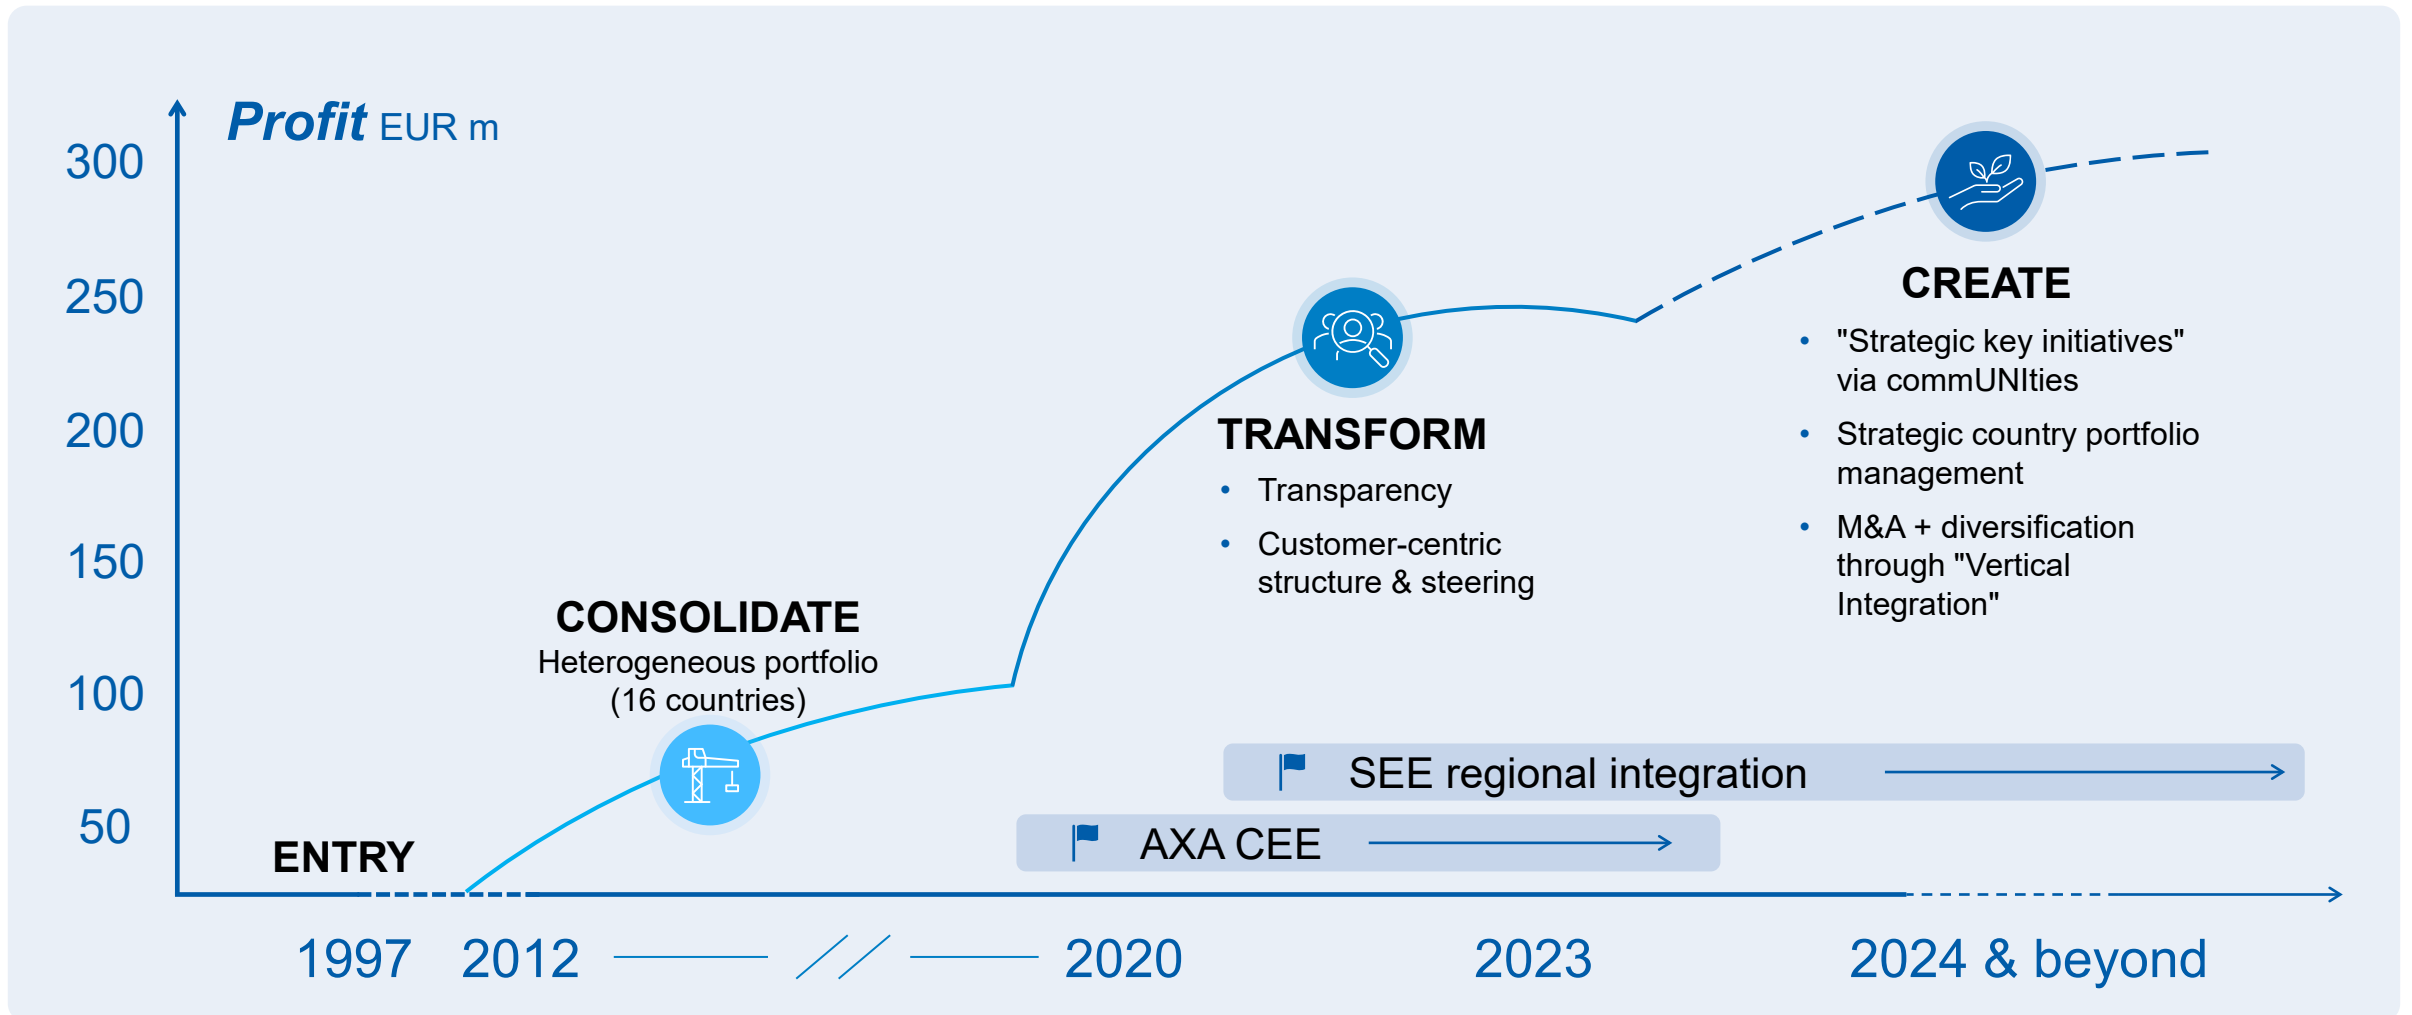 Profit EUR m
300
250
200
150
100
50
ENTRY
CONSOLIDATE
Heterogeneous portfolio
(16 countries)
TRANSFORM
• Transparency
• Customer-centric
structure & steering
CREATE
• "Strategic key initiatives"
via commUNIties
• Strategic country portfolio
management
• M&A + diversification
through "Vertical
Integration"
SEE regional integration
AXA CEE
1997 2012 2020 2023 2024 & beyond